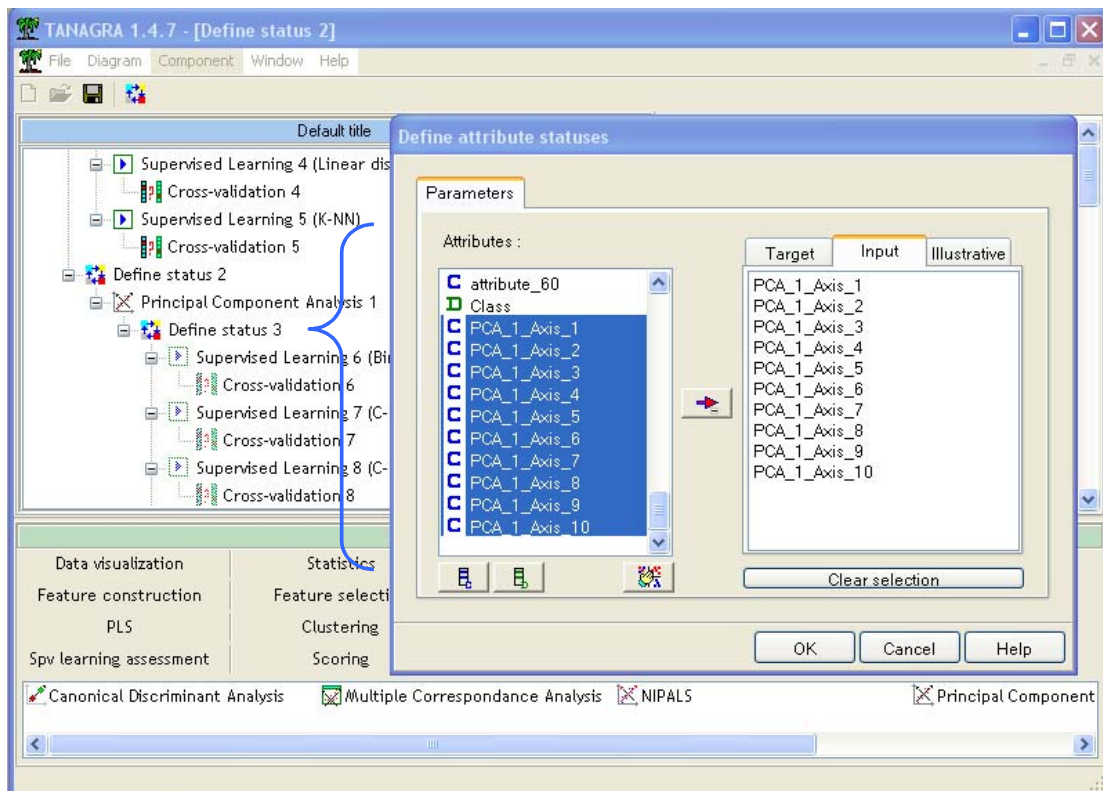 TANAGRA 1.4.7 - [Define status 2]
File Diagram Component Window Help
Default title
Supervised Learning 4 (Linear dis
Cross-validation 4
Supervised Learning 5 (K-NN)
Cross-validation 5
Define status 2
Principal Component Analysis 1
Define status 3
Supervised Learning 6 (Bi
Cross-validation 6
Supervised Learning 7 (C-
Cross-validation 7
Supervised Learning 8 (C-
Cross-validation 8
Define attribute statuses
Parameters
Attributes :
C attribute_60
D Class
C PCA_1_Axis_1
C PCA_1_Axis_2
C PCA_1_Axis_3
C PCA_1_Axis_4
C PCA_1_Axis_5
C PCA_1_Axis_6
C PCA_1_Axis_7
C PCA_1_Axis_8
C PCA_1_Axis_9
C PCA_1_Axis_10
Target Input Illustrative
PCA_1_Axis_1
PCA_1_Axis_2
PCA_1_Axis_3
PCA_1_Axis_4
PCA_1_Axis_5
PCA_1_Axis_6
PCA_1_Axis_7
PCA_1_Axis_8
PCA_1_Axis_9
PCA_1_Axis_10
Clear selection
OK Cancel Help
Data visualization Statistics
Feature construction Feature selecti
PLS Clustering
Spv learning assessment Scoring
Canonical Discriminant Analysis Multiple Correspondance Analysis NIPALS Principal Component